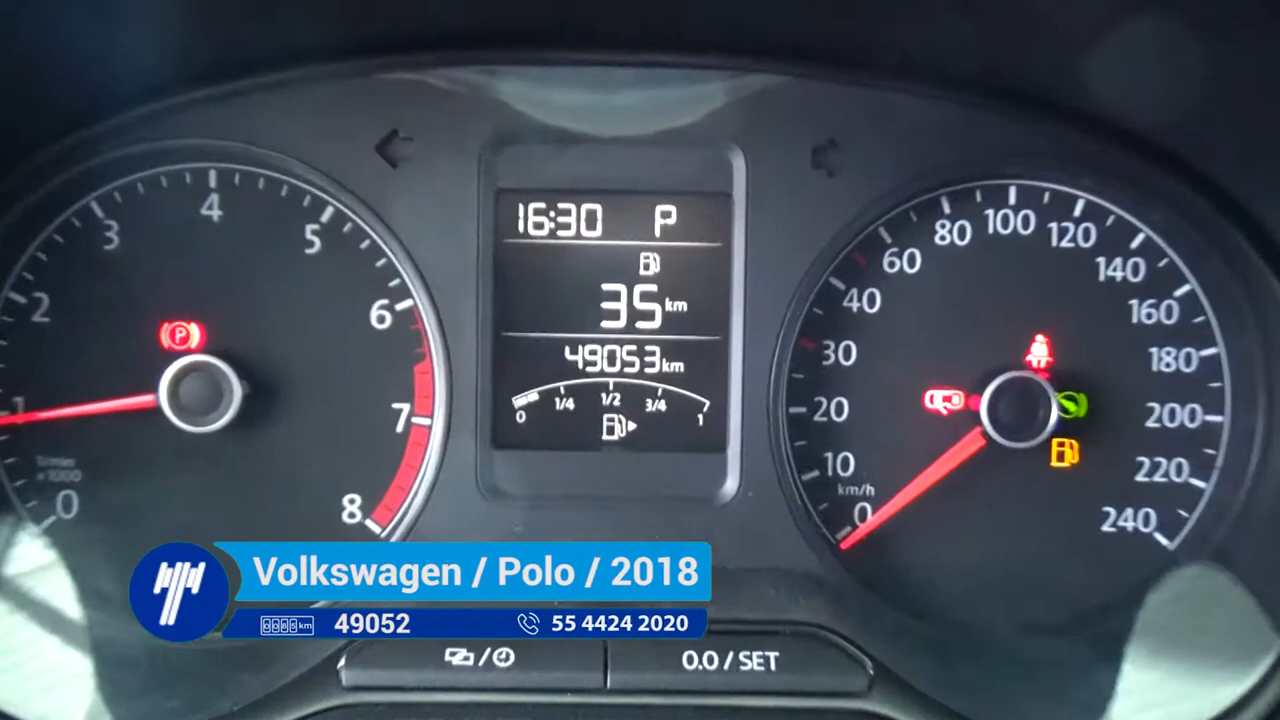 16:30 P
35 km
49053 km
0 1/4 1/2 3/4 1
0 1 2 3 4 5 6 7 8
1/min
x1000
P
0 10 20 30 40 60 80 100 120 140 160 180 200 220 240
km/h
Volkswagen / Polo / 2018
km 49052 55 4424 2020
0.0 / SET